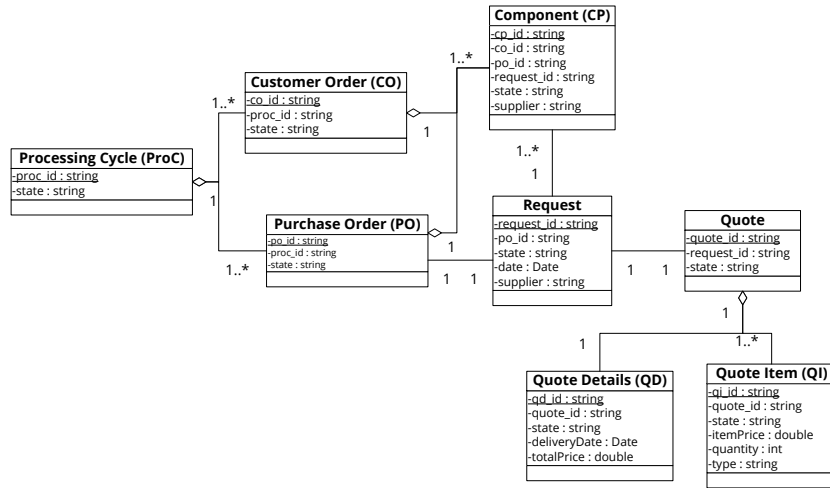 Component (CP)
-cp_id : string
-co_id : string
-po_id : string
-request_id : string
-state : string
-supplier : string
1..*
Customer Order (CO)
-co_id : string
-proc_id : string
-state : string
1..*
1
Processing Cycle (ProC)
-proc_id : string
-state : string
1
1..*
1
Request
-request_id : string
-po_id : string
-state : string
-date : Date
-supplier : string
Purchase Order (PO)
-po_id : string
-proc_id : string
-state : string
1
1..*
1
1
Quote
-quote_id : string
-request_id : string
-state : string
1
1
1
1
1..*
Quote Details (QD)
-qd_id : string
-quote_id : string
-state : string
-deliveryDate : Date
-totalPrice : double
Quote Item (QI)
-qi_id : string
-quote_id : string
-state : string
-itemPrice : double
-quantity : int
-type : string